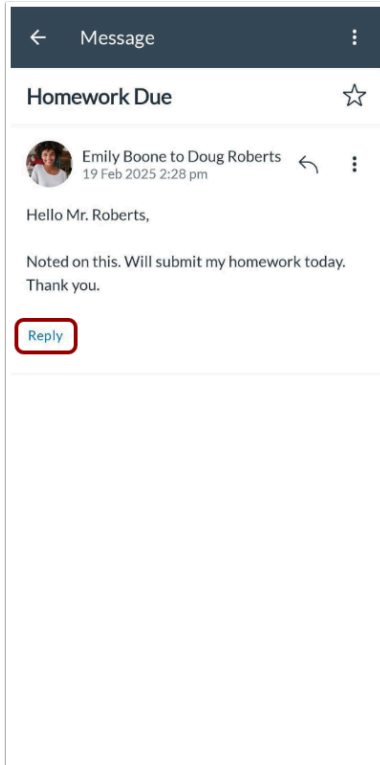 Message
Homework Due
Emily Boone to Doug Roberts
19 Feb 2025 2:28 pm
Hello Mr. Roberts,
Noted on this. Will submit my homework today.
Thank you.
Reply